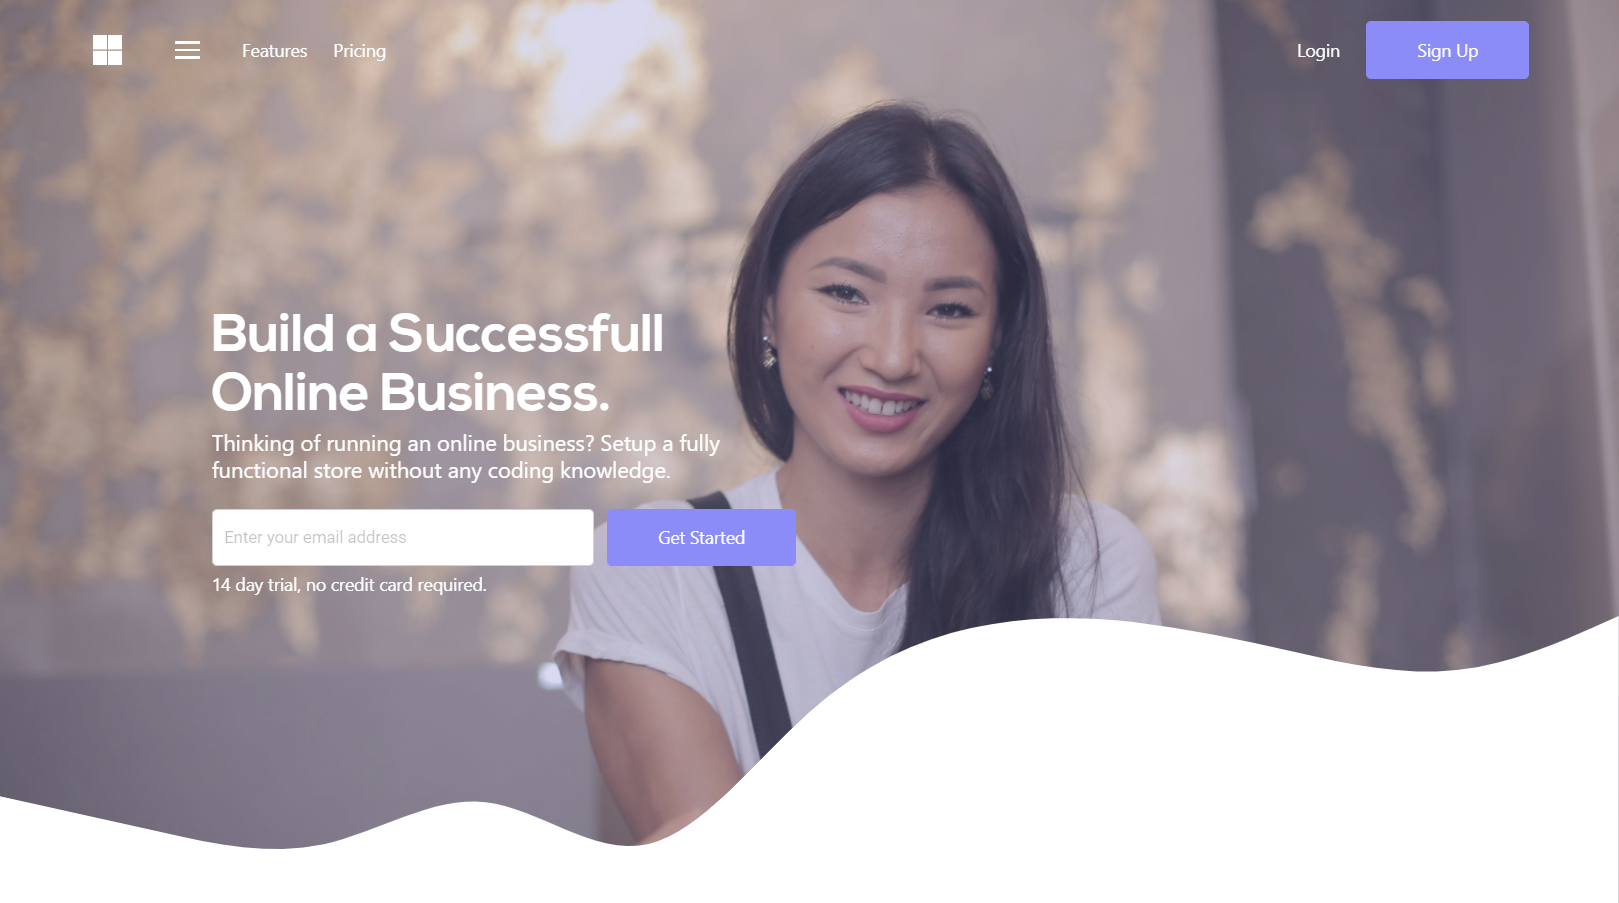 Features
Pricing
Login
Sign Up
Build a Successfull
Online Business.
Thinking of running an online business? Setup a fully
functional store without any coding knowledge.
Enter your email address
Get Started
14 day trial, no credit card required.